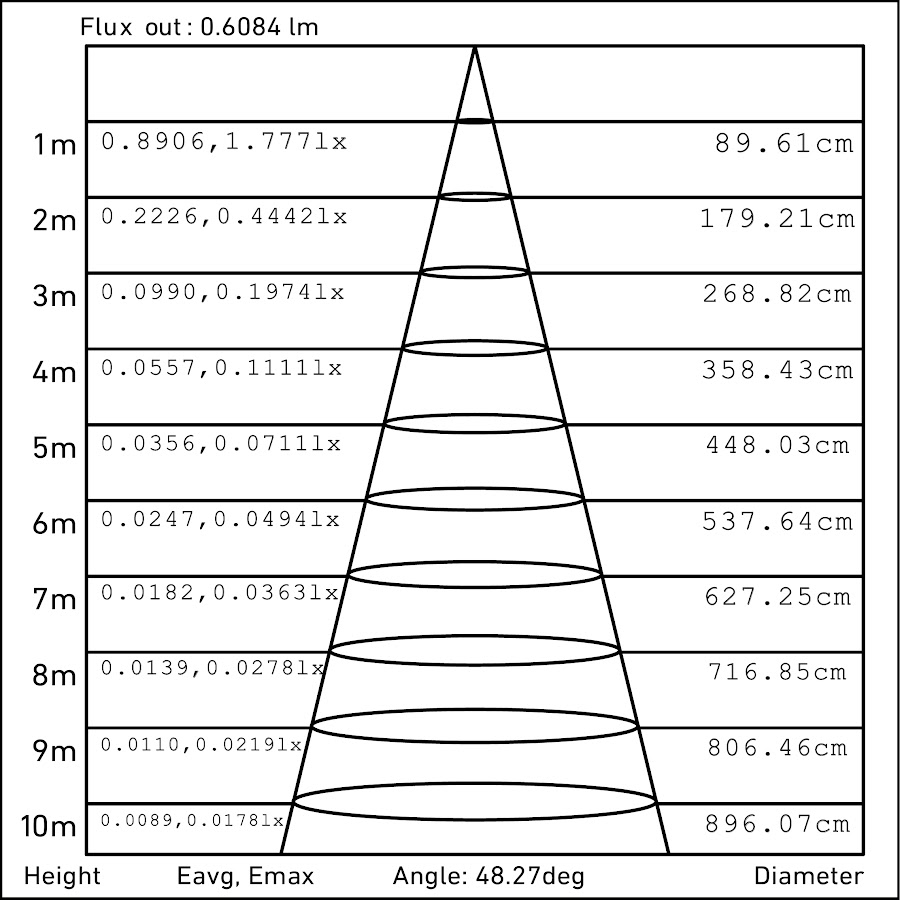 Flux out: 0.6084 lm
1m 0.8906,1.777lx 89.61cm
2m 0.2226,0.4442lx 179.21cm
3m 0.0990,0.1974lx 268.82cm
4m 0.0557,0.1111lx 358.43cm
5m 0.0356,0.0711lx 448.03cm
6m 0.0247,0.0494lx 537.64cm
7m 0.0182,0.0363lx 627.25cm
8m 0.0139,0.0278lx 716.85cm
9m 0.0110,0.0219lx 806.46cm
10m 0.0089,0.0178lx 896.07cm
Height Eavg, Emax Angle: 48.27deg Diameter